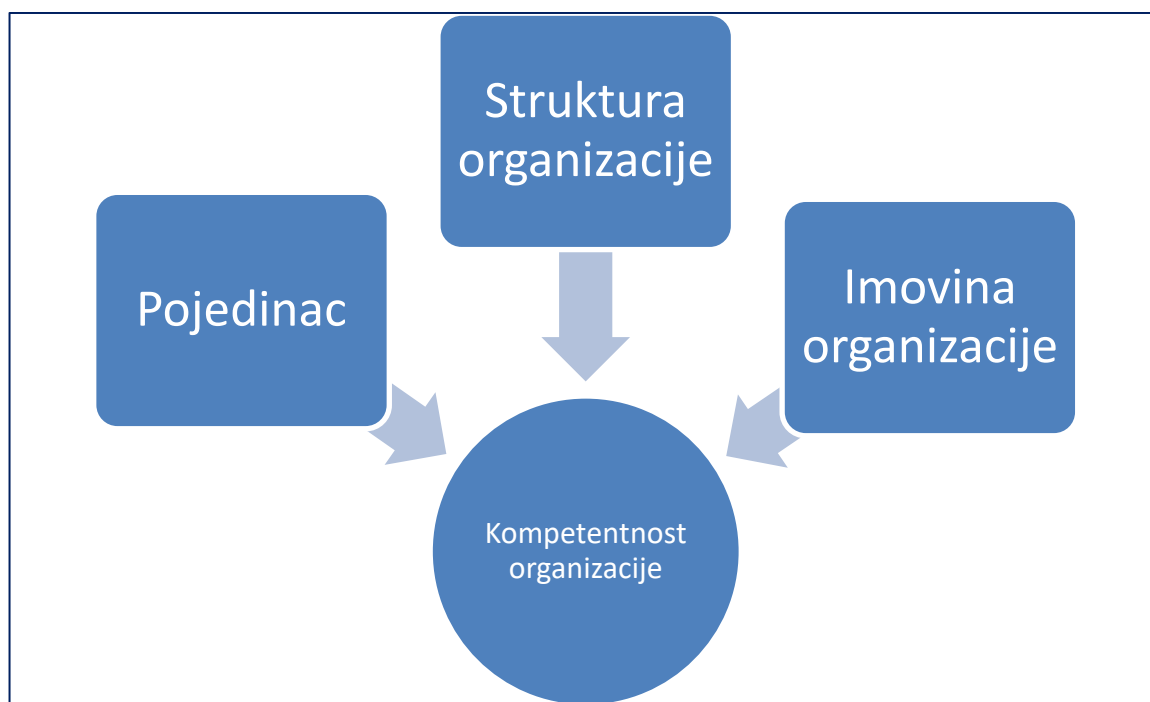 Struktura
organizacije
Pojedinac
Imovina
organizacije
Kompetentnost
organizacije